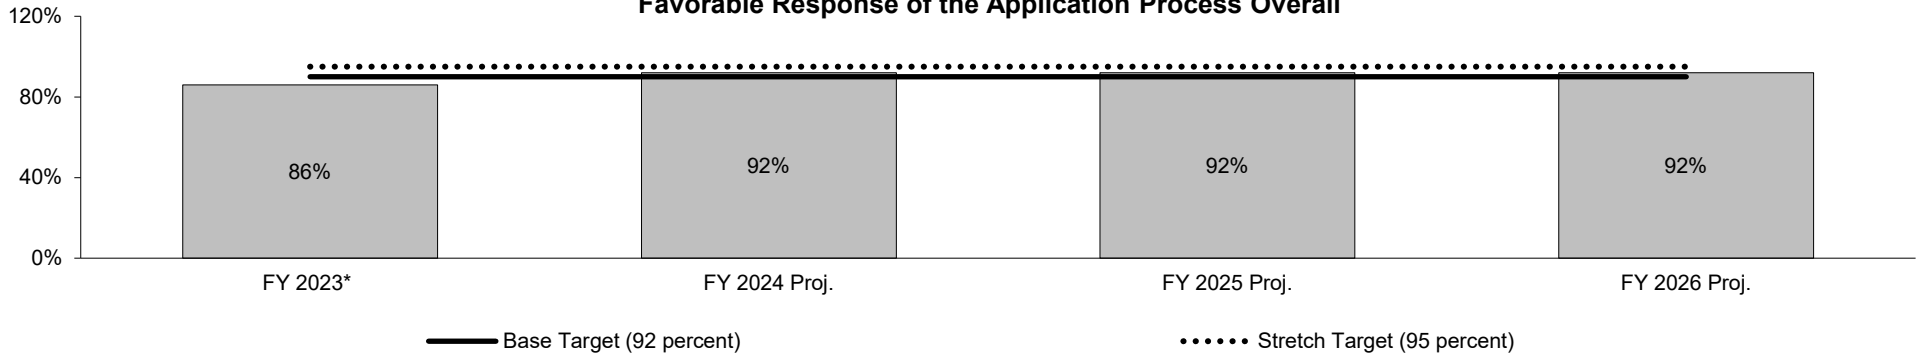 Favorable Response of the Application Process Overall
120%
80%
40%
0%
86%
92%
92%
92%
FY 2023*
FY 2024 Proj.
FY 2025 Proj.
FY 2026 Proj.
Base Target (92 percent)
Stretch Target (95 percent)